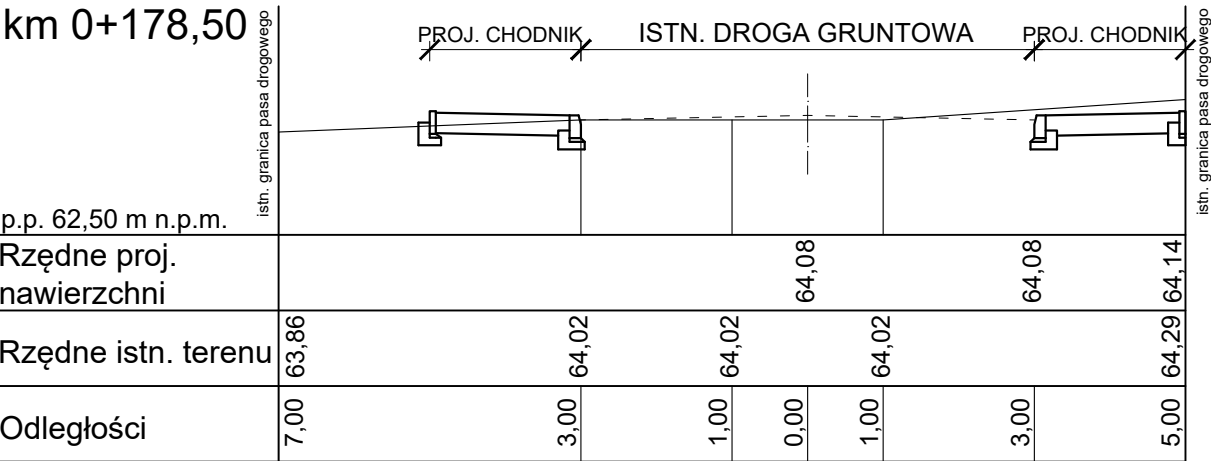 km 0+178,50
istn. granica pasa drogowego
PROJ. CHODNIK
ISTN. DROGA GRUNTOWA
PROJ. CHODNIK
istn. granica pasa drogowego
p.p. 62,50 m n.p.m.
Rzędne proj.
nawierzchni
64,08
64,08
64,14
Rzędne istn. terenu
63,86
64,02
64,02
64,02
64,29
Odległości
7,00
3,00
1,00
0,00
1,00
3,00
5,00